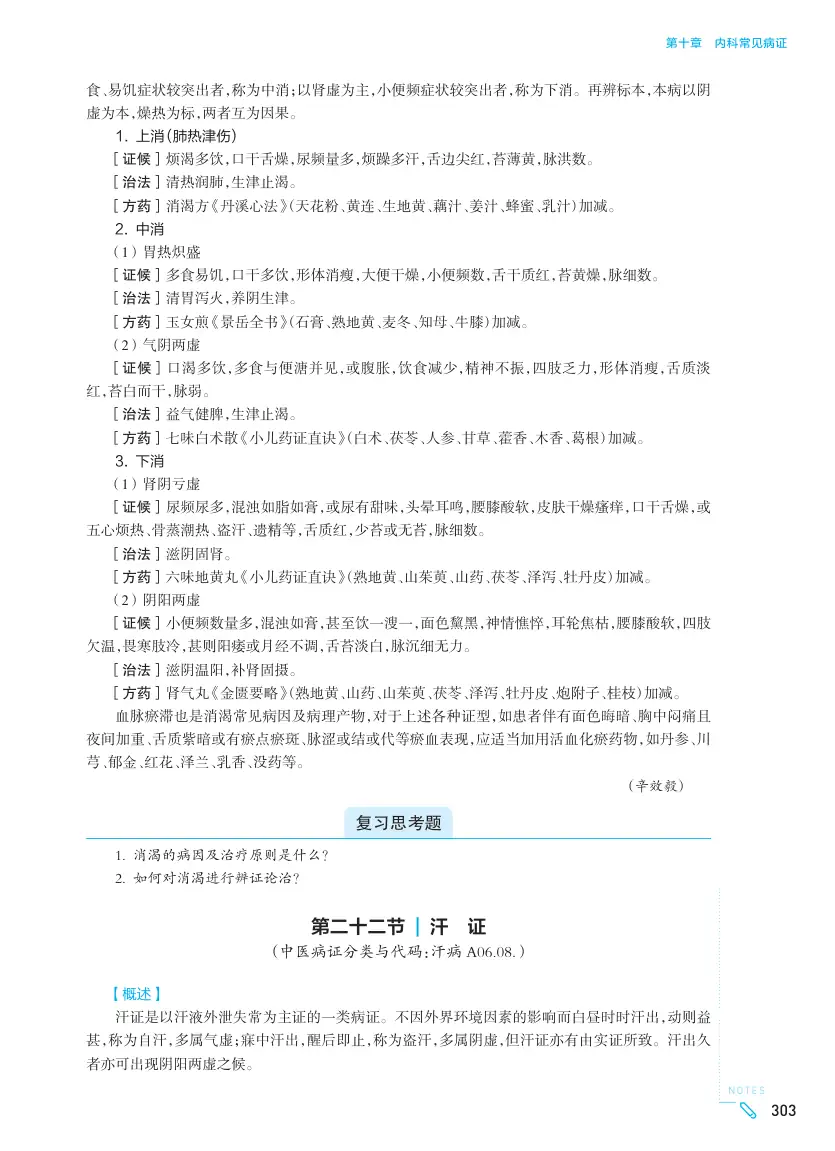 第十章　内科常见病证
食、易饥症状较突出者,称为中消;以肾虚为主,小便频症状较突出者,称为下消。再辨标本,本病以阴
虚为本,燥热为标,两者互为因果。
1. 上消(肺热津伤)
[证候] 烦渴多饮,口干舌燥,尿频量多,烦躁多汗,舌边尖红,苔薄黄,脉洪数。
[治法] 清热润肺,生津止渴。
[方药] 消渴方《丹溪心法》(天花粉、黄连、生地黄、藕汁、姜汁、蜂蜜、乳汁)加减。
2. 中消
(1) 胃热炽盛
[证候] 多食易饥,口干多饮,形体消瘦,大便干燥,小便频数,舌干质红,苔黄燥,脉细数。
[治法] 清胃泻火,养阴生津。
[方药] 玉女煎《景岳全书》(石膏、熟地黄、麦冬、知母、牛膝)加减。
(2) 气阴两虚
[证候] 口渴多饮,多食与便溏并见,或腹胀,饮食减少,精神不振,四肢乏力,形体消瘦,舌质淡
红,苔白而干,脉弱。
[治法] 益气健脾,生津止渴。
[方药] 七味白术散《小儿药证直诀》(白术、茯苓、人参、甘草、藿香、木香、葛根)加减。
3. 下消
(1) 肾阴亏虚
[证候] 尿频尿多,混浊如脂如膏,或尿有甜味,头晕耳鸣,腰膝酸软,皮肤干燥瘙痒,口干舌燥,或
五心烦热、骨蒸潮热、盗汗、遗精等,舌质红,少苔或无苔,脉细数。
[治法] 滋阴固肾。
[方药] 六味地黄丸《小儿药证直诀》(熟地黄、山茱萸、山药、茯苓、泽泻、牡丹皮)加减。
(2) 阴阳两虚
[证候] 小便频数量多,混浊如膏,甚至饮一溲一,面色黧黑,神情憔悴,耳轮焦枯,腰膝酸软,四肢
欠温,畏寒肢冷,甚则阳痿或月经不调,舌苔淡白,脉沉细无力。
[治法] 滋阴温阳,补肾固摄。
[方药] 肾气丸《金匮要略》(熟地黄、山药、山茱萸、茯苓、泽泻、牡丹皮、炮附子、桂枝)加减。
血脉瘀滞也是消渴常见病因及病理产物,对于上述各种证型,如患者伴有面色晦暗、胸中闷痛且
夜间加重、舌质紫暗或有瘀点瘀斑、脉涩或结或代等瘀血表现,应适当加用活血化瘀药物,如丹参、川
芎、郁金、红花、泽兰、乳香、没药等。
(辛效毅)
复习思考题
1. 消渴的病因及治疗原则是什么?
2. 如何对消渴进行辨证论治?
第二十二节 | 汗　证
(中医病证分类与代码:汗病 A06.08.)
【概述】
汗证是以汗液外泄失常为主证的一类病证。不因外界环境因素的影响而白昼时时汗出,动则益
甚,称为自汗,多属气虚;寐中汗出,醒后即止,称为盗汗,多属阴虚,但汗证亦有由实证所致。汗出久
者亦可出现阴阳两虚之候。
NOTES
303